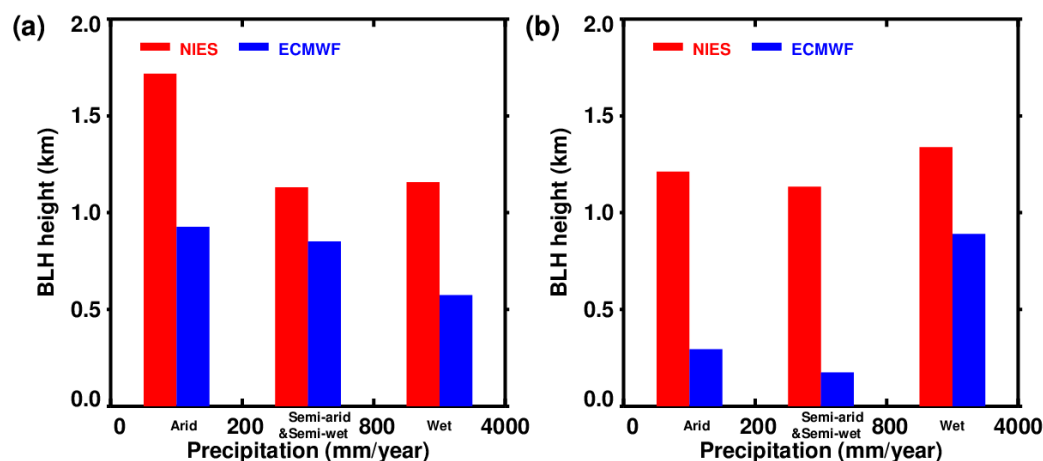 (a)
NIES ECMWF
BLH height (km)
2.0
1.5
1.0
0.5
0.0
0 Arid 200 Semi-arid &Semi-wet 800 Wet 4000
Precipitation (mm/year)
(b)
NIES ECMWF
BLH height (km)
2.0
1.5
1.0
0.5
0.0
0 Arid 200 Semi-arid &Semi-wet 800 Wet 4000
Precipitation (mm/year)